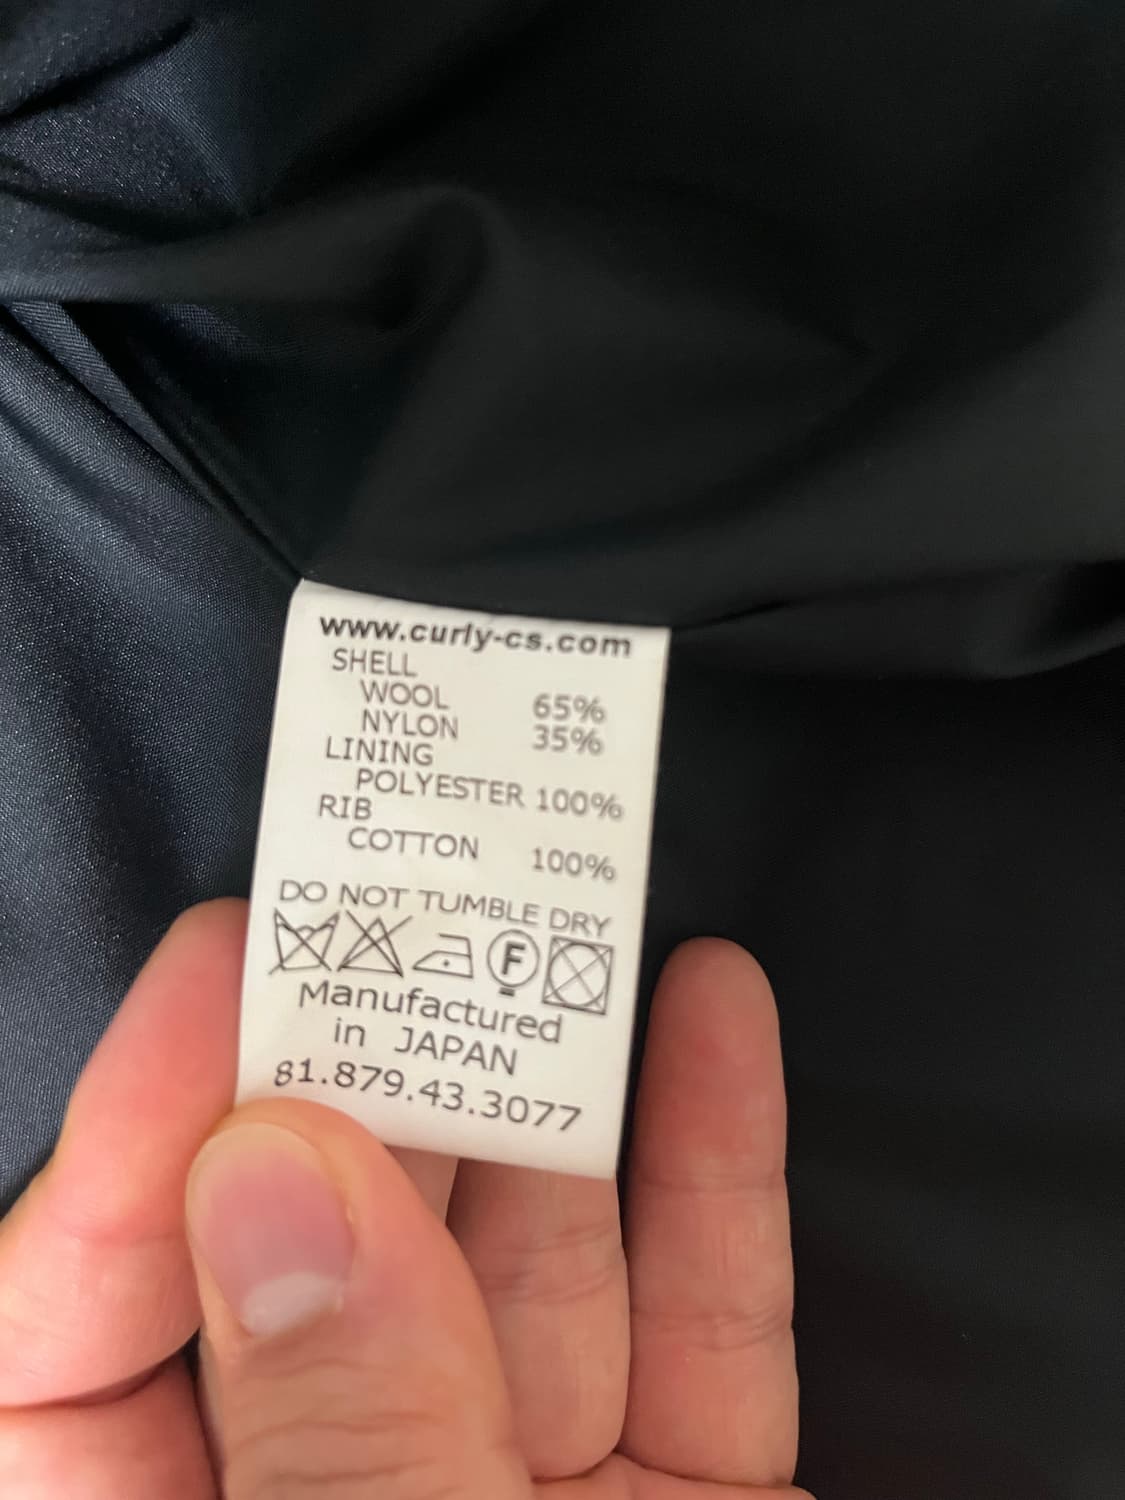 www.curly-cs.com
SHELL
WOOL 65%
NYLON 35%
LINING
POLYESTER 100%
RIB
COTTON 100%
DO NOT TUMBLE DRY
F
Manufactured
in JAPAN
81.879.43.3077